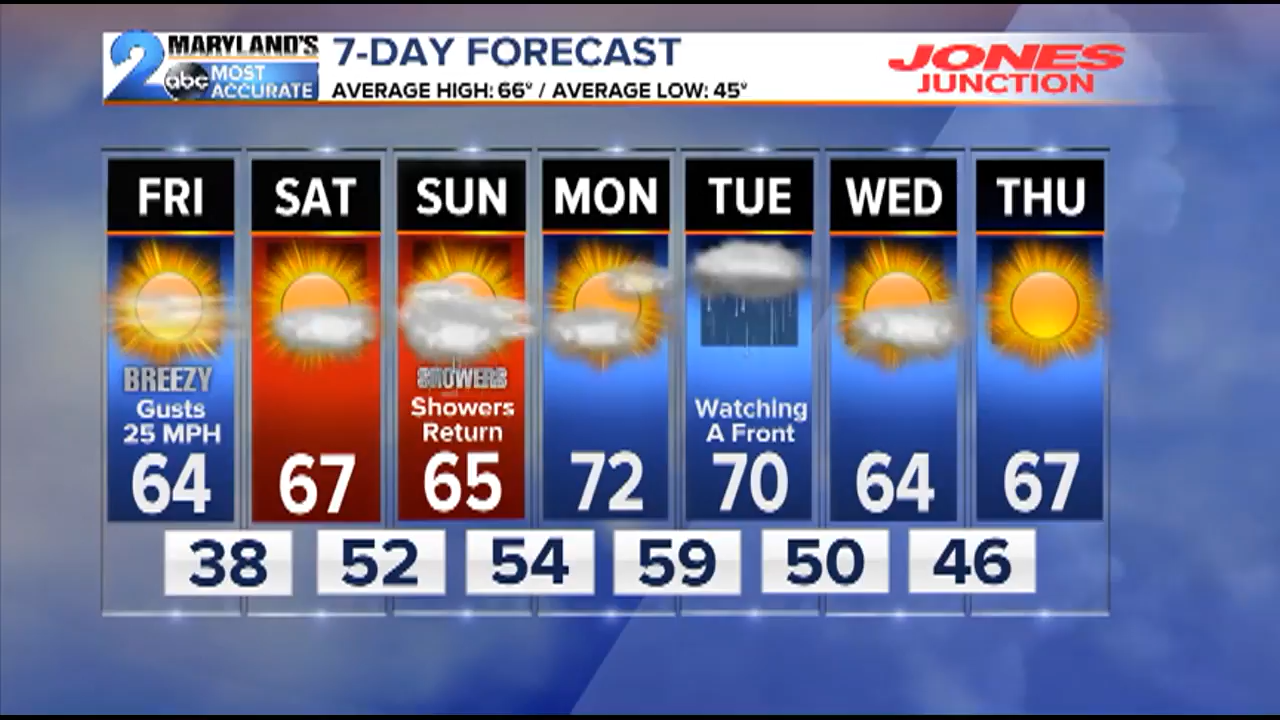 2
abc
MARYLAND'S
MOST
ACCURATE
7-DAY FORECAST
AVERAGE HIGH: 66° / AVERAGE LOW: 45°
JONES
JUNCTION
FRI SAT SUN MON TUE WED THU
BREEZY SHOWERS
Gusts Showers Watching
25 MPH Return A Front
64 67 65 72 70 64 67
38 52 54 59 50 46